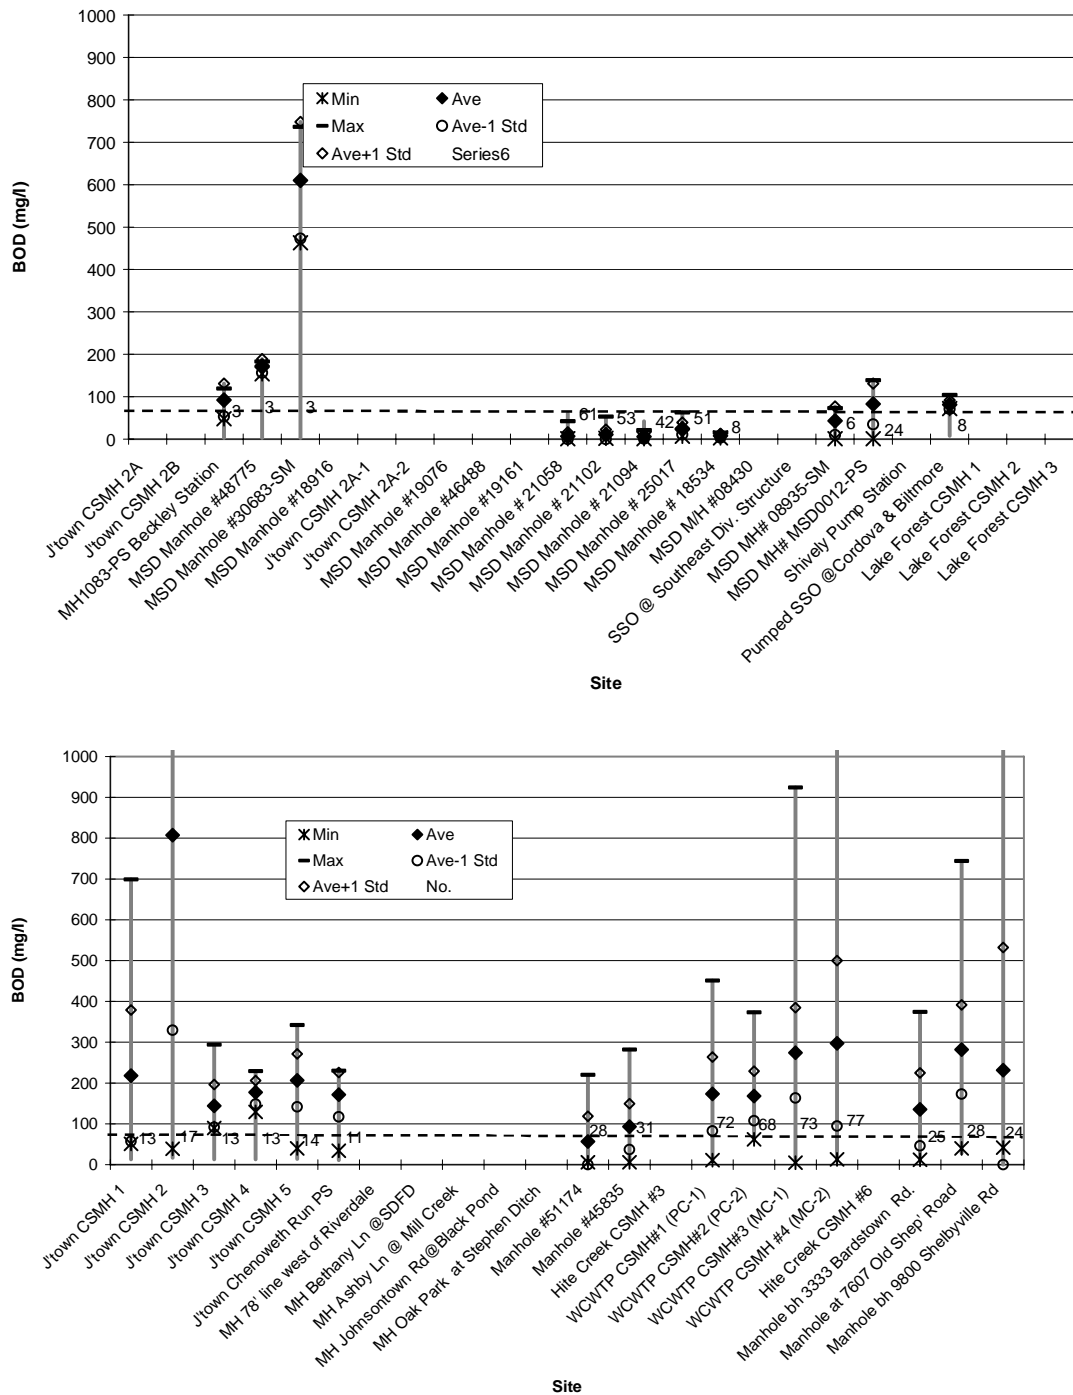 1000
900
800
700
600
500
400
300
200
100
0
BOD (mg/l)
Min Ave
Max Ave-1 Std
Ave+1 Std Series6
3 3 3 61 53 42 51 8 6 24 8
J'town CSMH 2A
J'town CSMH 2B
MH1083-PS Beckley Station
MSD Manhole #48775
MSD Manhole #30683-SM
MSD Manhole #18916
J'town CSMH 2A-1
J'town CSMH 2A-2
MSD Manhole #19076
MSD Manhole #46488
MSD Manhole #19161
MSD Manhole # 21058
MSD Manhole # 21102
MSD Manhole # 21094
MSD Manhole # 25017
MSD Manhole # 18534
MSD M/H #08430
SSO @ Southeast Div. Structure
MSD MH# 08935-SM
MSD MH# MSD0012-PS
Shively Pump Station
Pumped SSO @Cordova & Biltmore
Lake Forest CSMH 1
Lake Forest CSMH 2
Lake Forest CSMH 3
Site
1000
900
800
700
600
500
400
300
200
100
0
BOD (mg/l)
Min Ave
Max Ave-1 Std
Ave+1 Std No.
13 17 13 13 14 11 28 31 72 68 73 77 25 28 24
J'town CSMH 1
J'town CSMH 2
J'town CSMH 3
J'town CSMH 4
J'town CSMH 5
J'town Chenoweth Run PS
MH 78' line west of Riverdale
MH Bethany Ln @SDFD
MH Ashby Ln @ Mill Creek
MH Johnsontown Rd@Black Pond
MH Oak Park at Stephen Ditch
Manhole #51174
Manhole #45835
Hite Creek CSMH #3
WCWTP CSMH#1 (PC-1)
WCWTP CSMH#2 (PC-2)
WCWTP CSMH#3 (MC-1)
WCWTP CSMH #4 (MC-2)
Hite Creek CSMH #6
Manhole bh 3333 Bardstown Rd.
Manhole at 7607 Old Shep' Road
Manhole bh 9800 Shelbyville Rd
Site